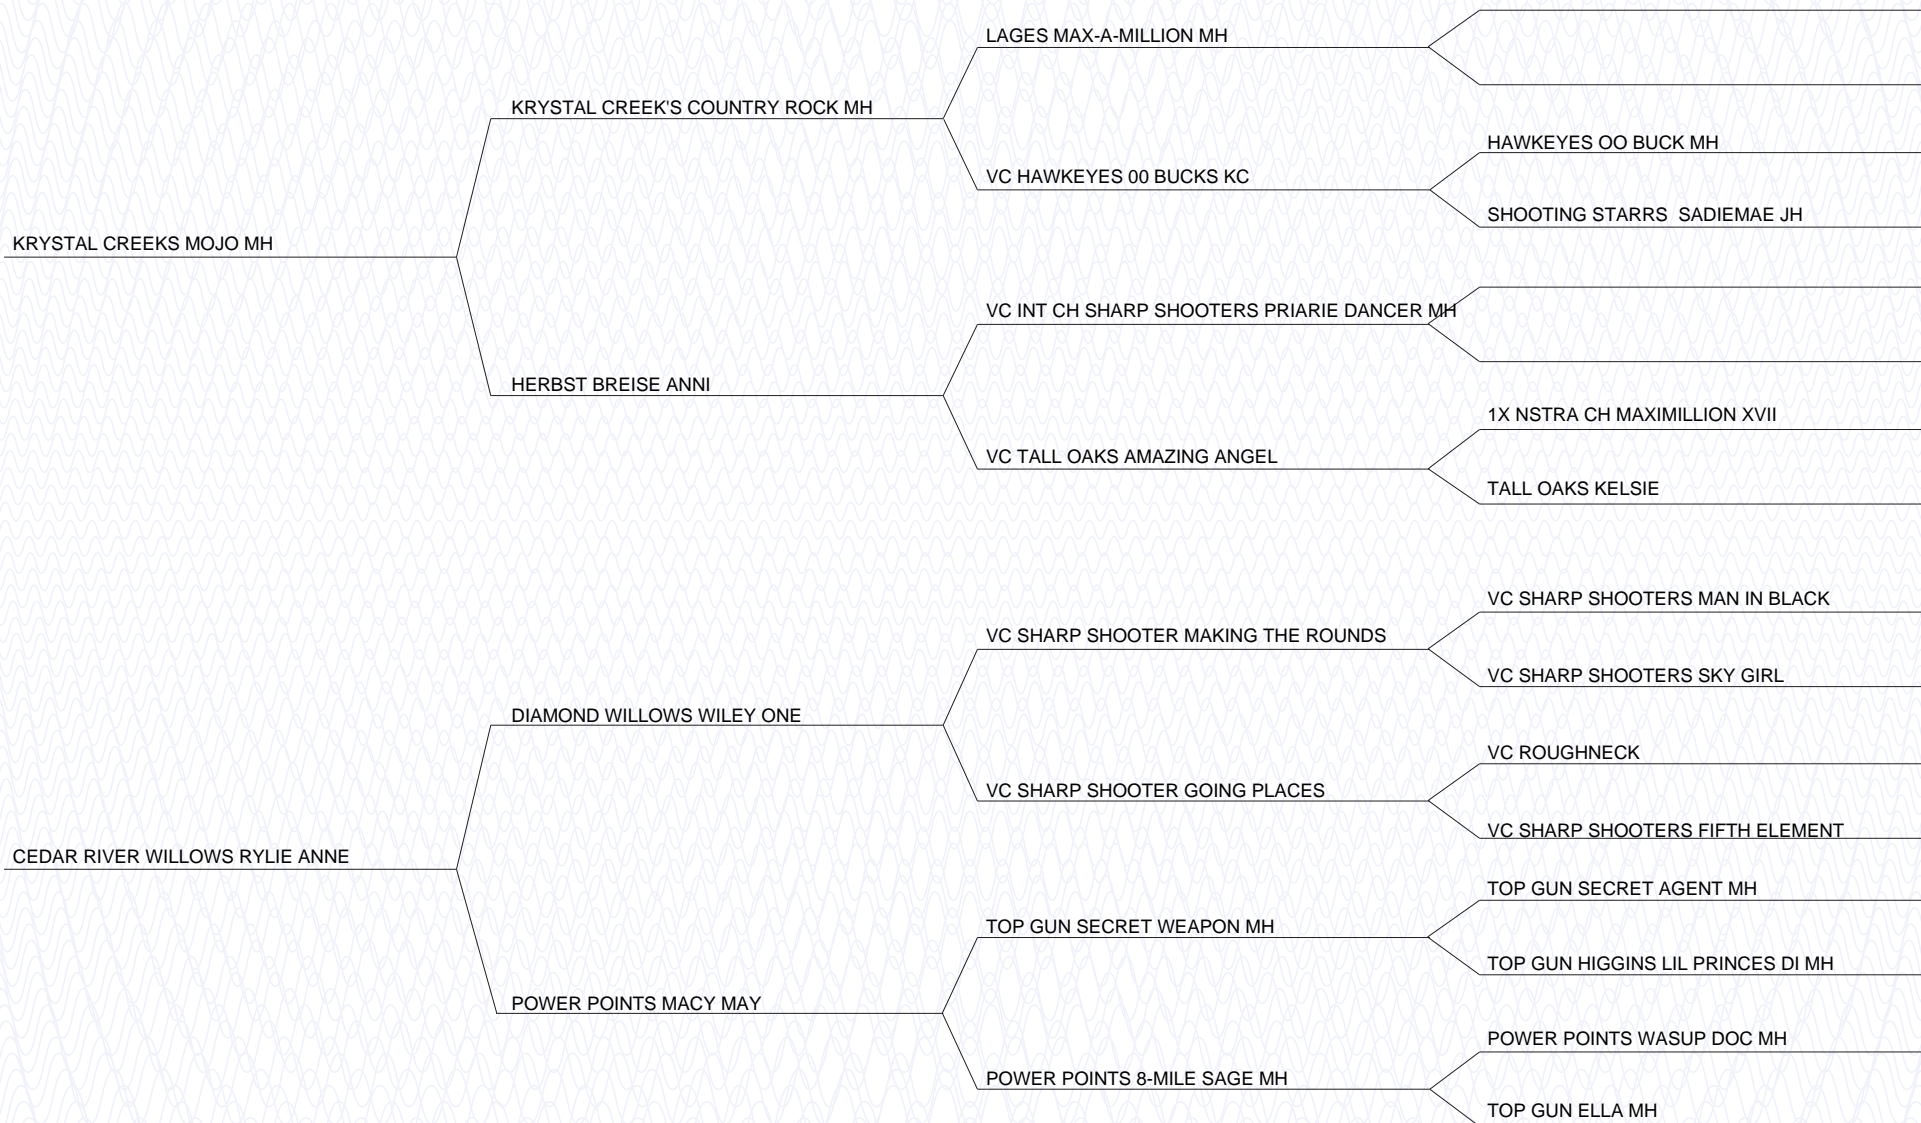 LAGES MAX-A-MILLION MH
KRYSTAL CREEK'S COUNTRY ROCK MH
HAWKEYES OO BUCK MH
VC HAWKEYES 00 BUCKS KC
SHOOTING STARRS  SADIEMAE JH
KRYSTAL CREEKS MOJO MH
VC INT CH SHARP SHOOTERS PRIARIE DANCER MH
HERBST BREISE ANNI
1X NSTRA CH MAXIMILLION XVII
VC TALL OAKS AMAZING ANGEL
TALL OAKS KELSIE
VC SHARP SHOOTERS MAN IN BLACK
VC SHARP SHOOTER MAKING THE ROUNDS
VC SHARP SHOOTERS SKY GIRL
DIAMOND WILLOWS WILEY ONE
VC ROUGHNECK
VC SHARP SHOOTER GOING PLACES
VC SHARP SHOOTERS FIFTH ELEMENT
CEDAR RIVER WILLOWS RYLIE ANNE
TOP GUN SECRET AGENT MH
TOP GUN SECRET WEAPON MH
TOP GUN HIGGINS LIL PRINCES DI MH
POWER POINTS MACY MAY
POWER POINTS WASUP DOC MH
POWER POINTS 8-MILE SAGE MH
TOP GUN ELLA MH